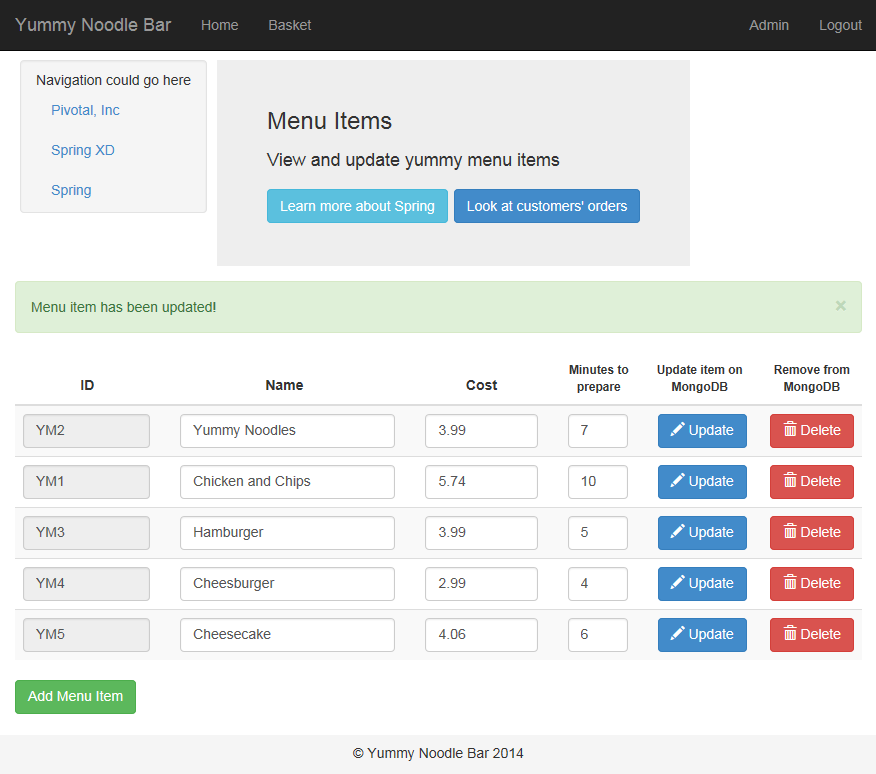 Yummy Noodle Bar Home Basket Admin Logout
Navigation could go here
Pivotal, Inc
Spring XD
Spring
Menu Items
View and update yummy menu items
Learn more about Spring Look at customers' orders
Menu item has been updated! ×
ID Name Cost Minutes to prepare Update item on MongoDB Remove from MongoDB
YM2 Yummy Noodles 3.99 7 Update Delete
YM1 Chicken and Chips 5.74 10 Update Delete
YM3 Hamburger 3.99 5 Update Delete
YM4 Cheesburger 2.99 4 Update Delete
YM5 Cheesecake 4.06 6 Update Delete
Add Menu Item
© Yummy Noodle Bar 2014